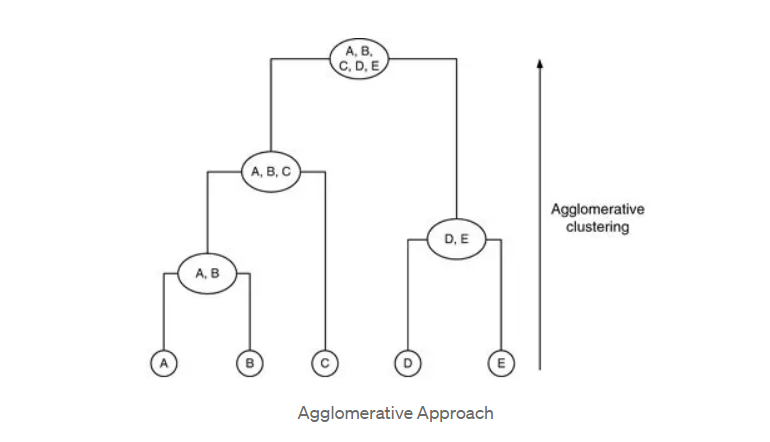 A, B,
C, D, E
A, B, C
Agglomerative
clustering
D, E
A, B
A
B
C
D
E
Agglomerative Approach